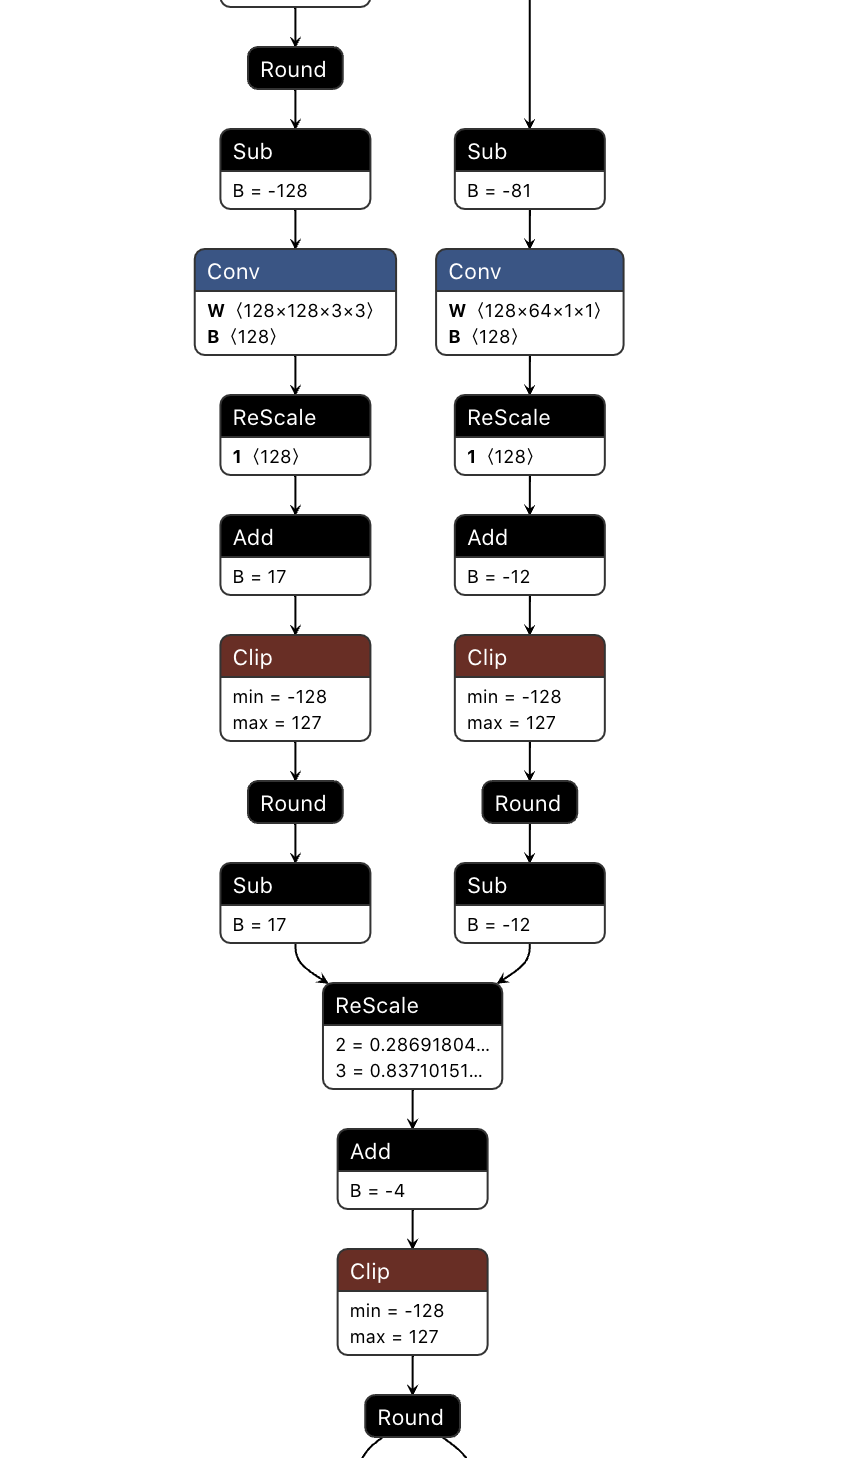 Round
Sub
B = -128
Sub
B = -81
Conv
W 〈128×128×3×3〉
B 〈128〉
Conv
W 〈128×64×1×1〉
B 〈128〉
ReScale
1 〈128〉
ReScale
1 〈128〉
Add
B = 17
Add
B = -12
Clip
min = -128
max = 127
Clip
min = -128
max = 127
Round
Round
Sub
B = 17
Sub
B = -12
ReScale
2 = 0.28691804...
3 = 0.83710151...
Add
B = -4
Clip
min = -128
max = 127
Round